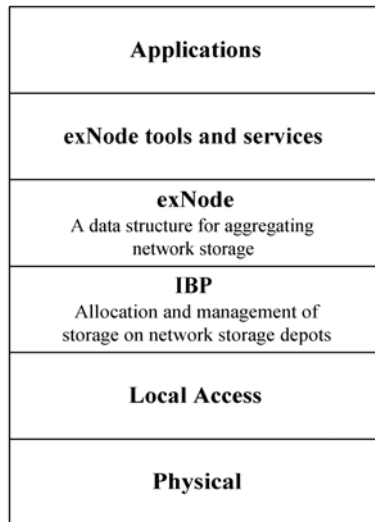 Applications
exNode tools and services
exNode
A data structure for aggregating
network storage
IBP
Allocation and management of
storage on network storage depots
Local Access
Physical